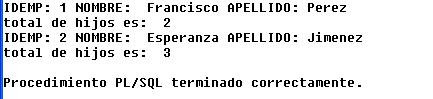 IDEMP: 1 NOMBRE:  Francisco APELLIDO: Perez
total de hijos es:  2
IDEMP: 2 NOMBRE:  Esperanza APELLIDO: Jimenez
total de hijos es:  3
Procedimiento PL/SQL terminado correctamente.